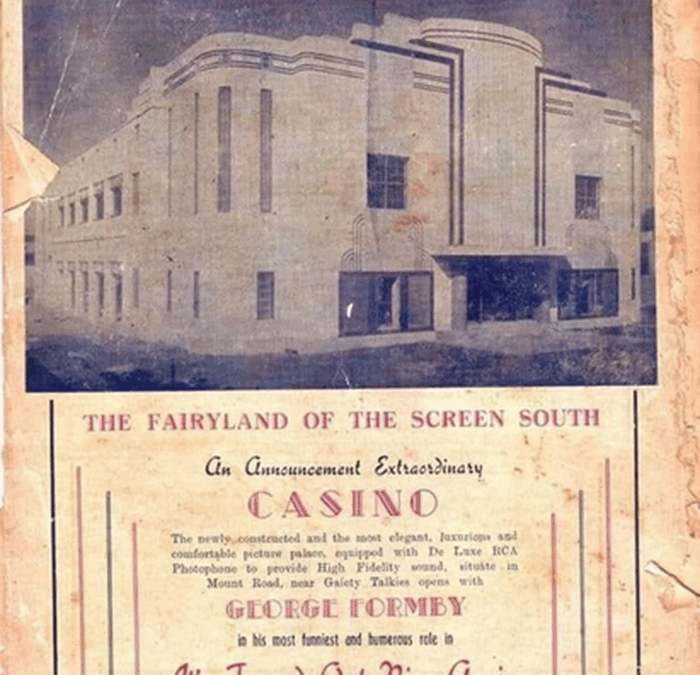 THE FAIRYLAND OF THE SCREEN SOUTH
An Announcement Extraordinary
CASINO
The newly constructed and the most elegant, luxurious and
comfortable picture palace, equipped with De Luxe RCA
Photophone to provide High Fidelity sound, situate in
Mount Road, near Gaiety Talkies opens with
GEORGE FORMBY
in his most funniest and humerous role in